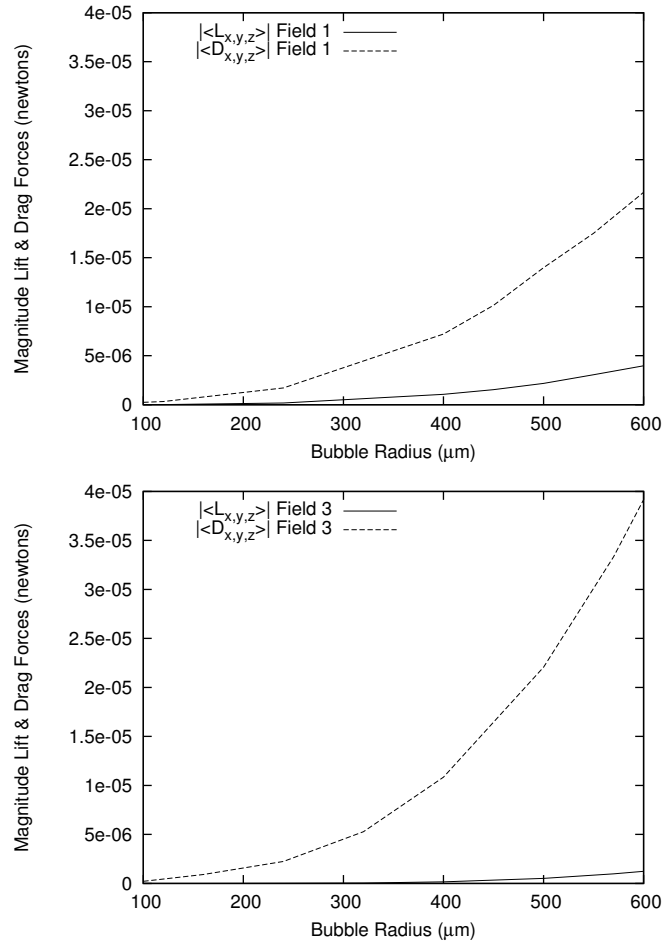 4e-05
|<L_{x,y,z}>| Field 1
|<D_{x,y,z}>| Field 1
3.5e-05
3e-05
2.5e-05
2e-05
1.5e-05
1e-05
5e-06
0
Magnitude Lift & Drag Forces (newtons)
100 200 300 400 500 600
Bubble Radius (μm)
4e-05
|<L_{x,y,z}>| Field 3
|<D_{x,y,z}>| Field 3
3.5e-05
3e-05
2.5e-05
2e-05
1.5e-05
1e-05
5e-06
0
Magnitude Lift & Drag Forces (newtons)
100 200 300 400 500 600
Bubble Radius (μm)